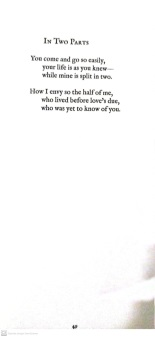 In Two Parts
You come and go so easily,
your life is as you knew—
while mine is split in two.
How I envy so the half of me,
who lived before love's due,
who was yet to know of you.